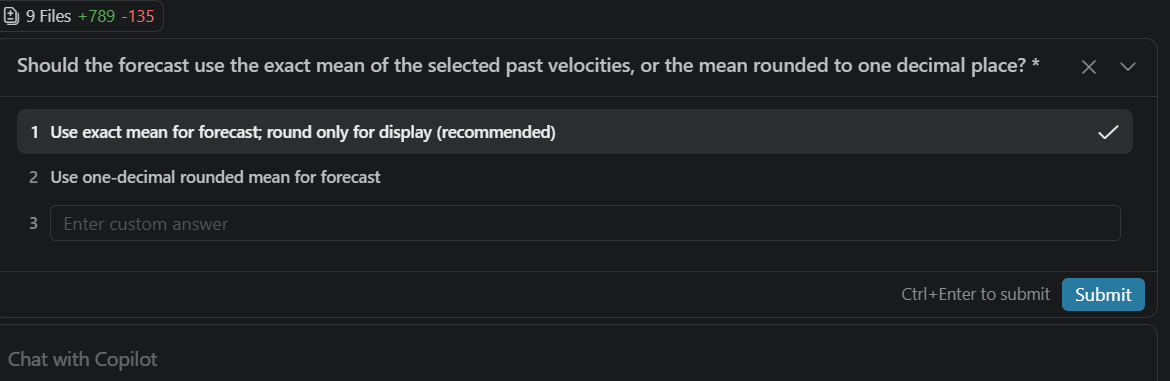 9 Files +789 -135
Should the forecast use the exact mean of the selected past velocities, or the mean rounded to one decimal place? *
1 Use exact mean for forecast; round only for display (recommended)
2 Use one-decimal rounded mean for forecast
3 Enter custom answer
Ctrl+Enter to submit Submit
Chat with Copilot